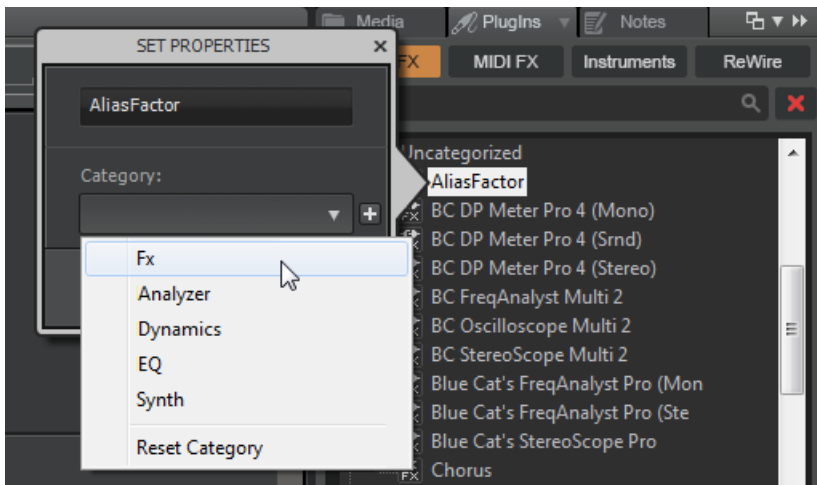 Media
PlugIns
Notes
SET PROPERTIES
FX
MIDI FX
Instruments
ReWire
AliasFactor
Category:
Fx
Analyzer
Dynamics
EQ
Synth
Reset Category
Uncategorized
AliasFactor
BC DP Meter Pro 4 (Mono)
BC DP Meter Pro 4 (Srnd)
BC DP Meter Pro 4 (Stereo)
BC FreqAnalyst Multi 2
BC Oscilloscope Multi 2
BC StereoScope Multi 2
Blue Cat's FreqAnalyst Pro (Mon
Blue Cat's FreqAnalyst Pro (Ste
Blue Cat's StereoScope Pro
FX Chorus